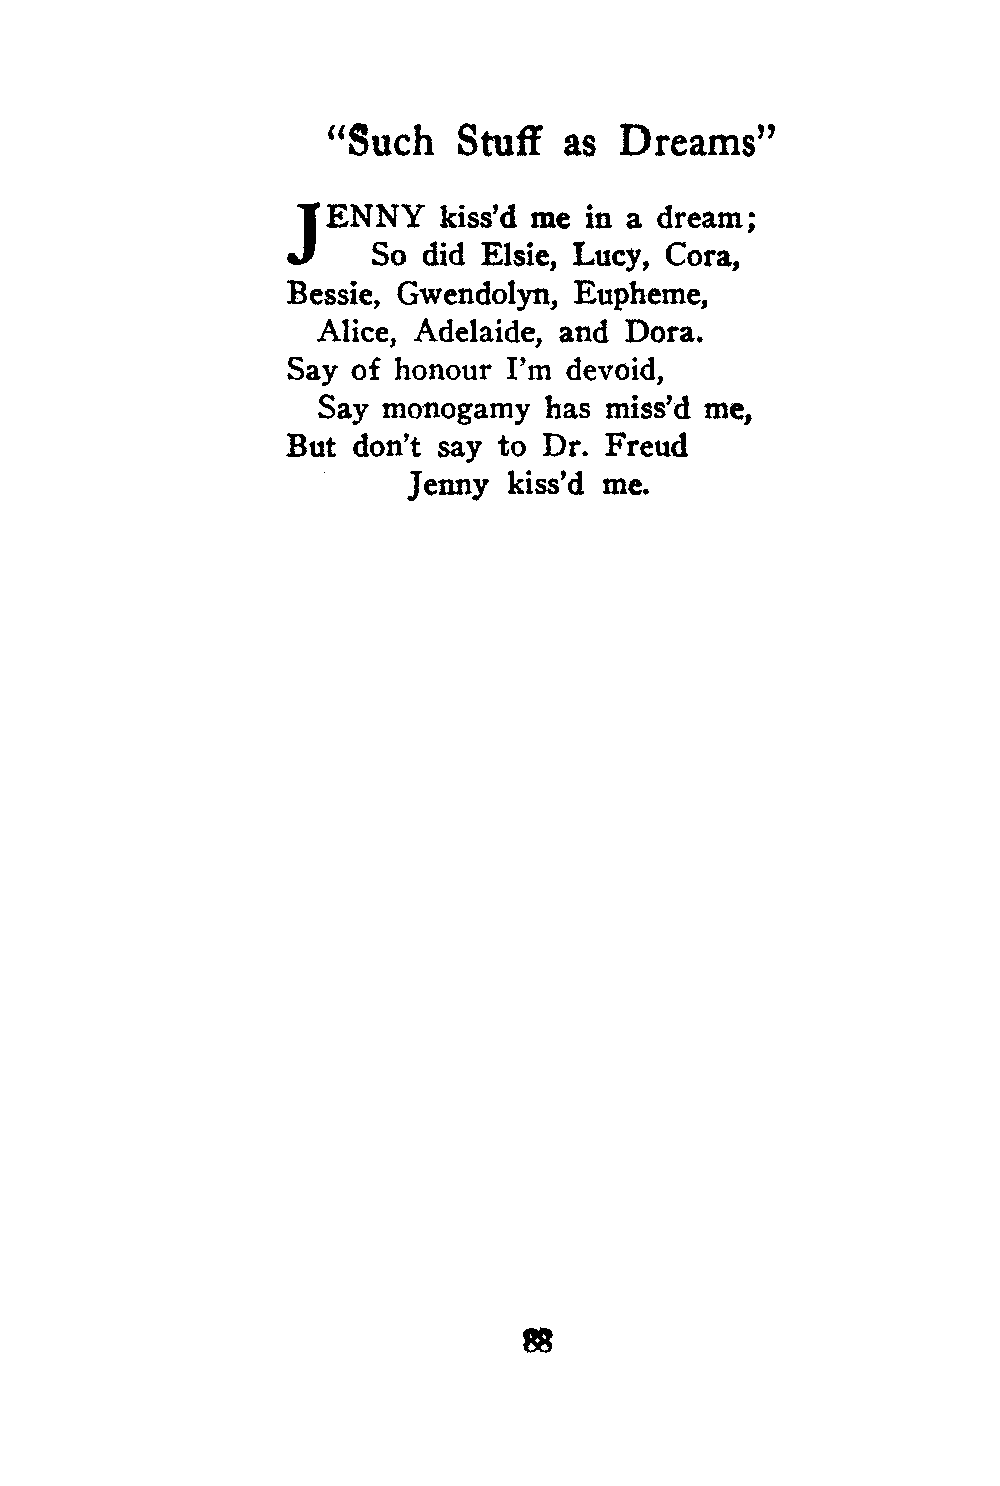 “Such Stuff as Dreams”
JENNY kiss’d me in a dream;
So did Elsie, Lucy, Cora,
Bessie, Gwendolyn, Eupheme,
Alice, Adelaide, and Dora.
Say of honour I’m devoid,
Say monogamy has miss’d me,
But don’t say to Dr. Freud
Jenny kiss’d me.
88